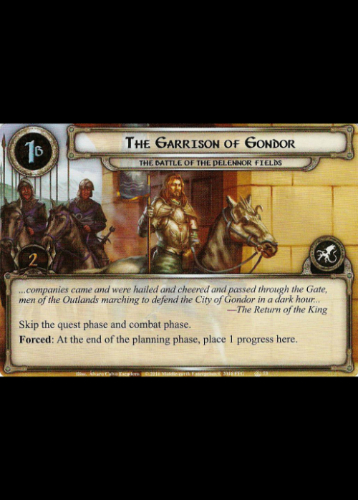 1B
THE GARRISON OF GONDOR
THE BATTLE OF THE PELENNOR FIELDS
2
...companies came and were hailed and cheered and passed through the Gate,
men of the Outlands marching to defend the City of Gondor in a dark hour...
—The Return of the King
Skip the quest phase and combat phase.
Forced: At the end of the planning phase, place 1 progress here.